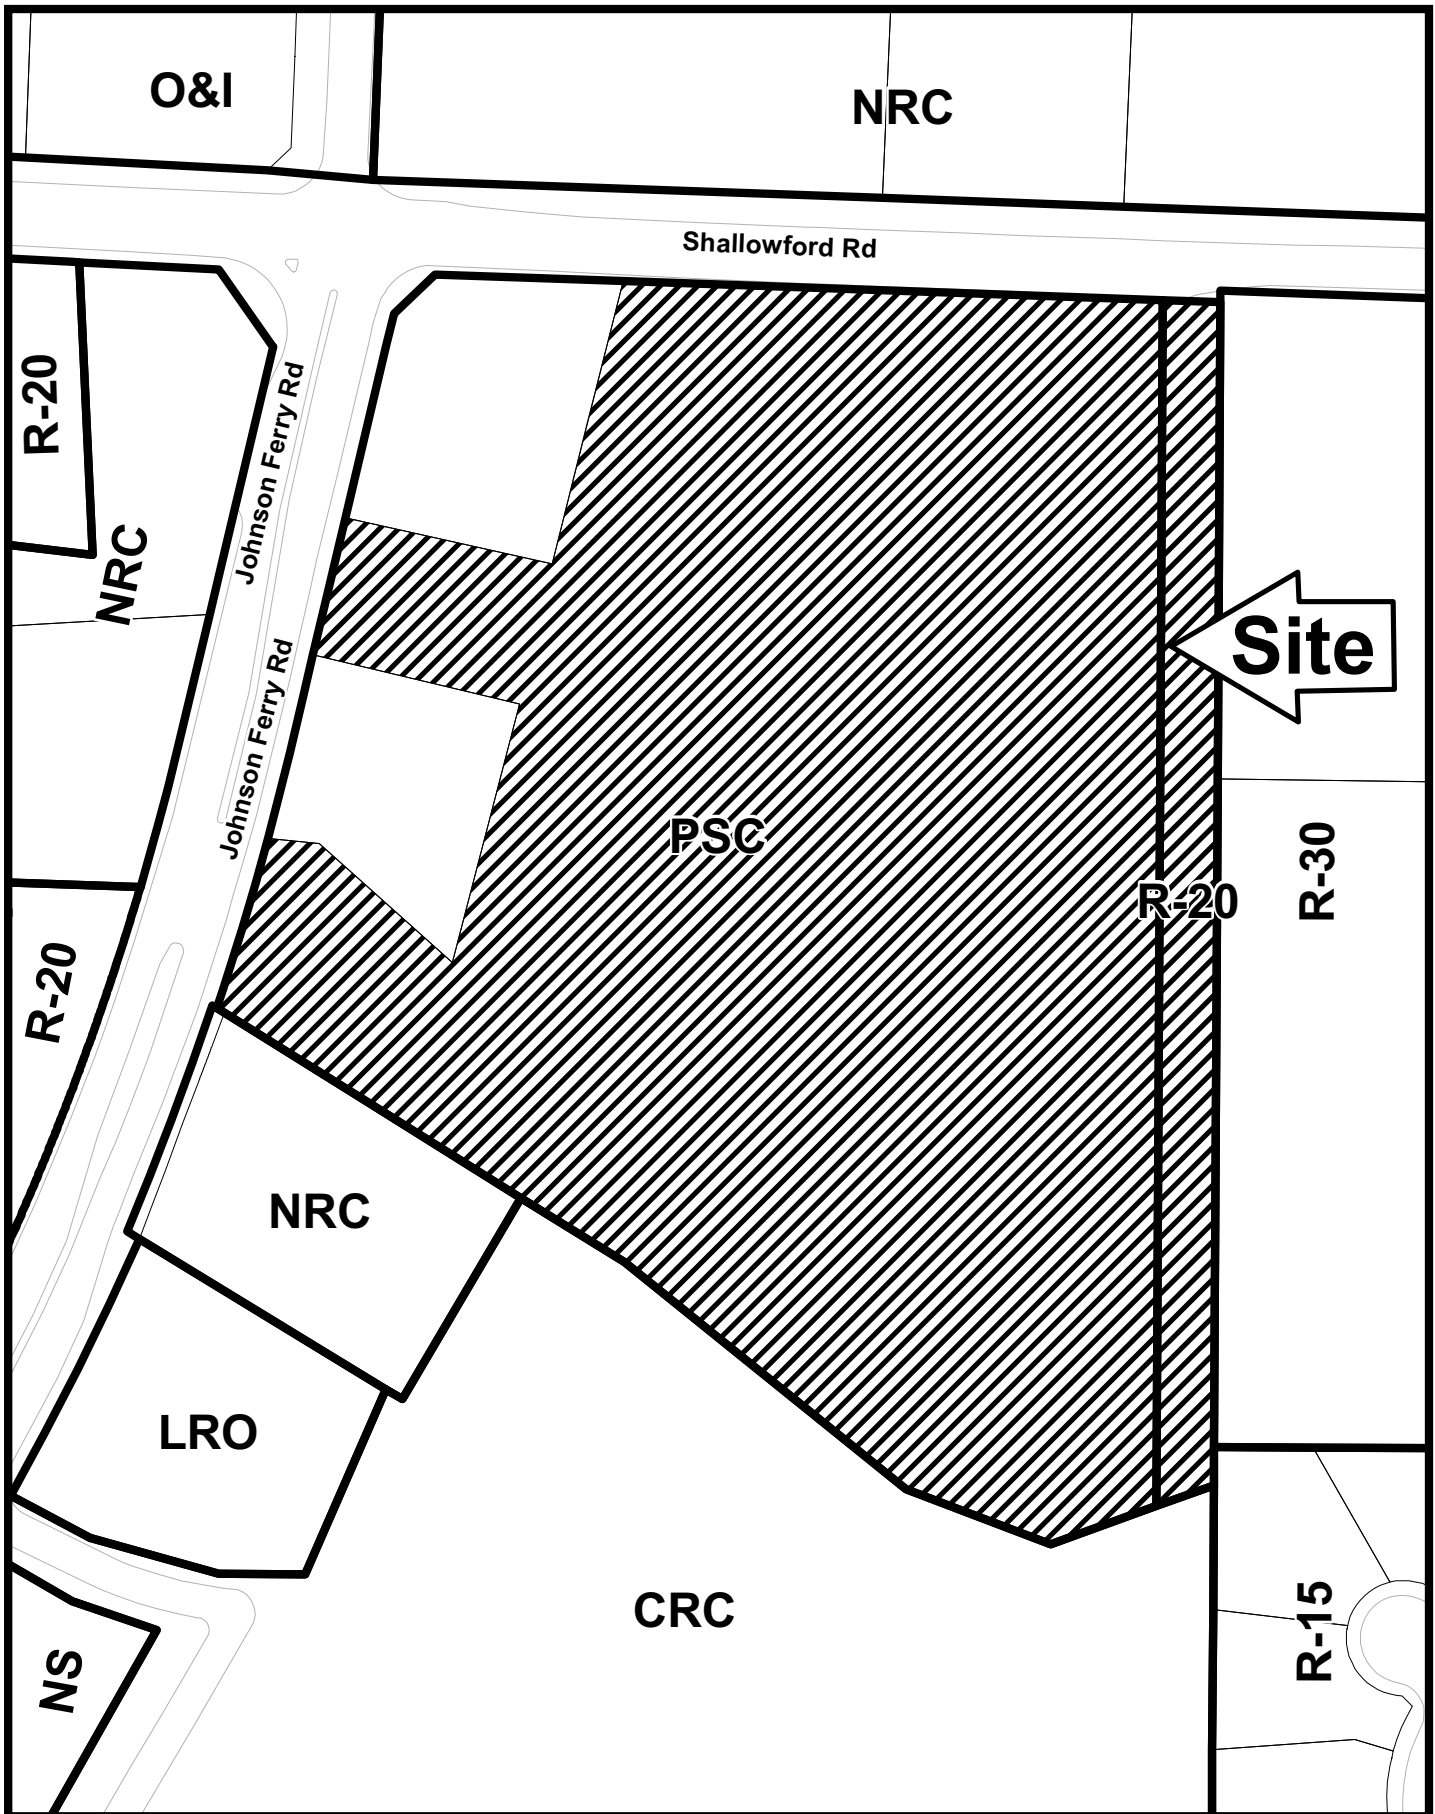 O&I
NRC
Shallowford Rd
R-20
Johnson Ferry Rd
NRC
Site
Johnson Ferry Rd
PSC
R-20
R-30
R-20
NRC
LRO
CRC
R-15
NS